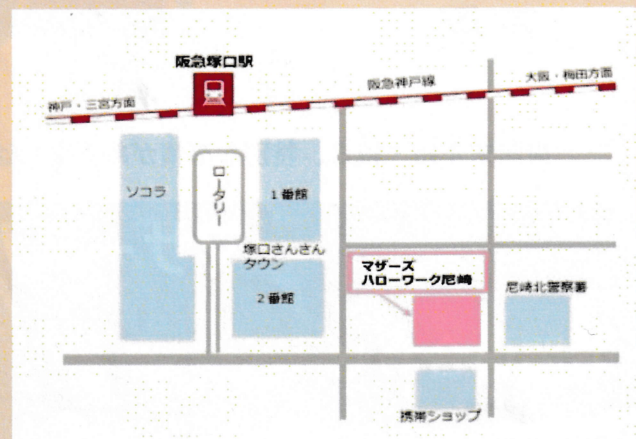 阪急塚口駅
神戸・三宮方面
阪急神戸線
大阪・梅田方面
ソコラ
ロータリー
1番館
塚口さんさん
タウン
2番館
マザーズ
ハローワーク尼崎
尼崎北警察署
携帯ショップ